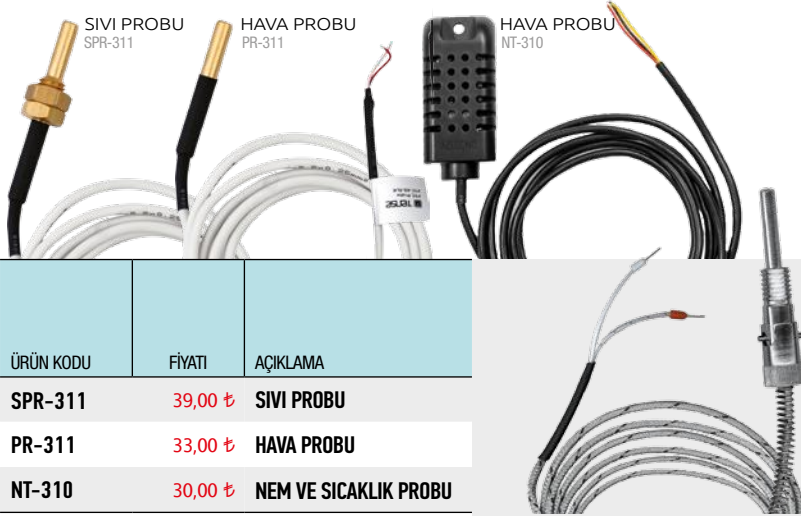 SIVI PROBU
SPR-311
HAVA PROBU
PR-311
HAVA PROBU
NT-310
TENSE
ÜRÜN KODU FİYATI AÇIKLAMA
SPR-311 39,00 ₺ SIVI PROBU
PR-311 33,00 ₺ HAVA PROBU
NT-310 30,00 ₺ NEM VE SICAKLIK PROBU